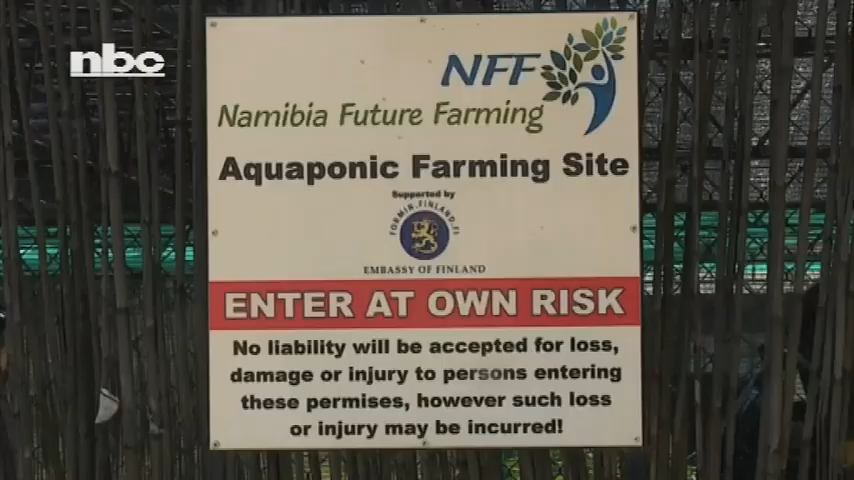 nbc
NFF
Namibia Future Farming
Aquaponic Farming Site
Supported by
FORMIN.FINLAND.FI
EMBASSY OF FINLAND
ENTER AT OWN RISK
No liability will be accepted for loss,
damage or injury to persons entering
these permises, however such loss
or injury may be incurred!